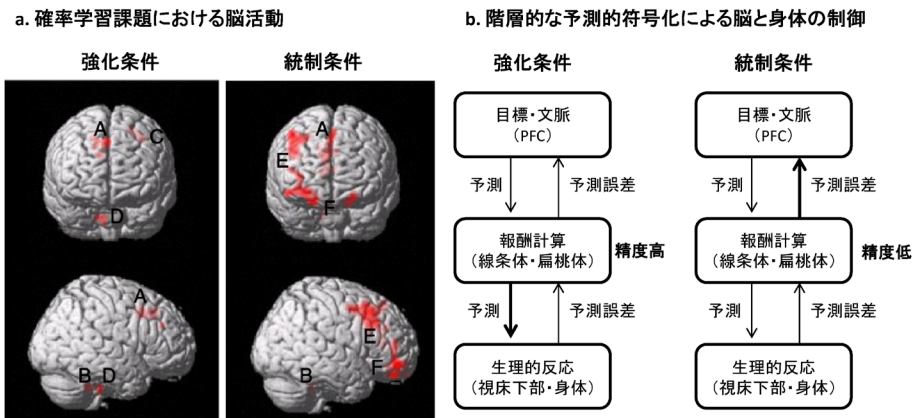 a. 確率学習課題における脳活動
強化条件
統制条件
A
C
D
A
E
F
A
B D
E
F
B
b. 階層的な予測的符号化による脳と身体の制御
強化条件
統制条件
目標・文脈
(PFC)
予測
予測誤差
報酬計算
(線条体・扁桃体)
精度高
予測
予測誤差
生理的反応
(視床下部・身体)
目標・文脈
(PFC)
予測
予測誤差
報酬計算
(線条体・扁桃体)
精度低
予測
予測誤差
生理的反応
(視床下部・身体)